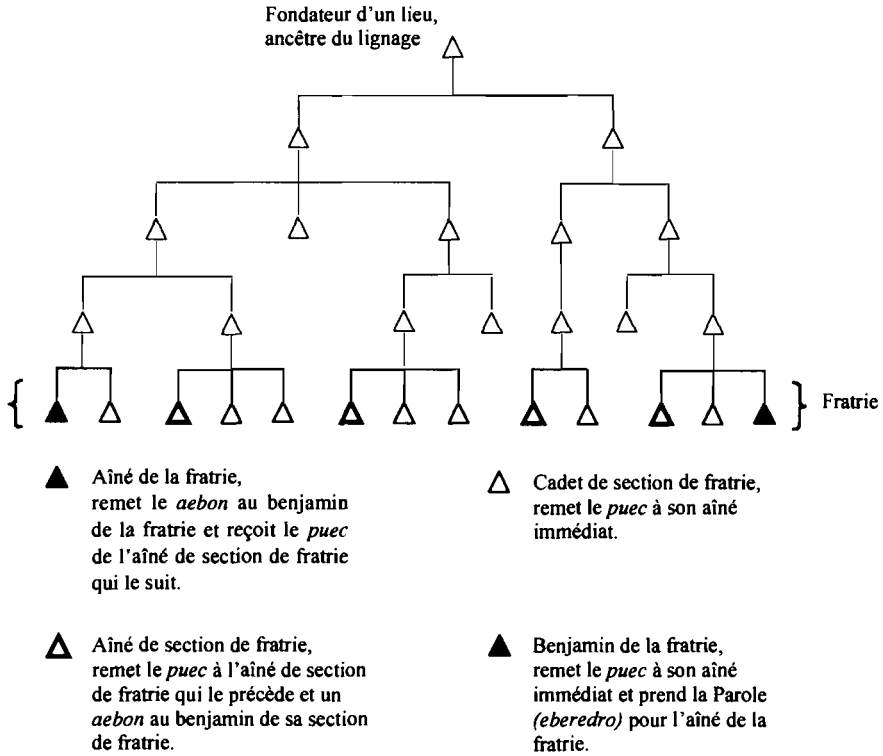 Fondateur d'un lieu,
ancêtre du lignage
Fratrie
Aîné de la fratrie,
remet le aebon au benjamin
de la fratrie et reçoit le puec
de l'aîné de section de fratrie
qui le suit.
Cadet de section de fratrie,
remet le puec à son aîné
immédiat.
Aîné de section de fratrie,
remet le puec à l'aîné de section
de fratrie qui le précède et un
aebon au benjamin de sa section
de fratrie.
Benjamin de la fratrie,
remet le puec à son aîné
immédiat et prend la Parole
(eberedro) pour l'aîné de la
fratrie.